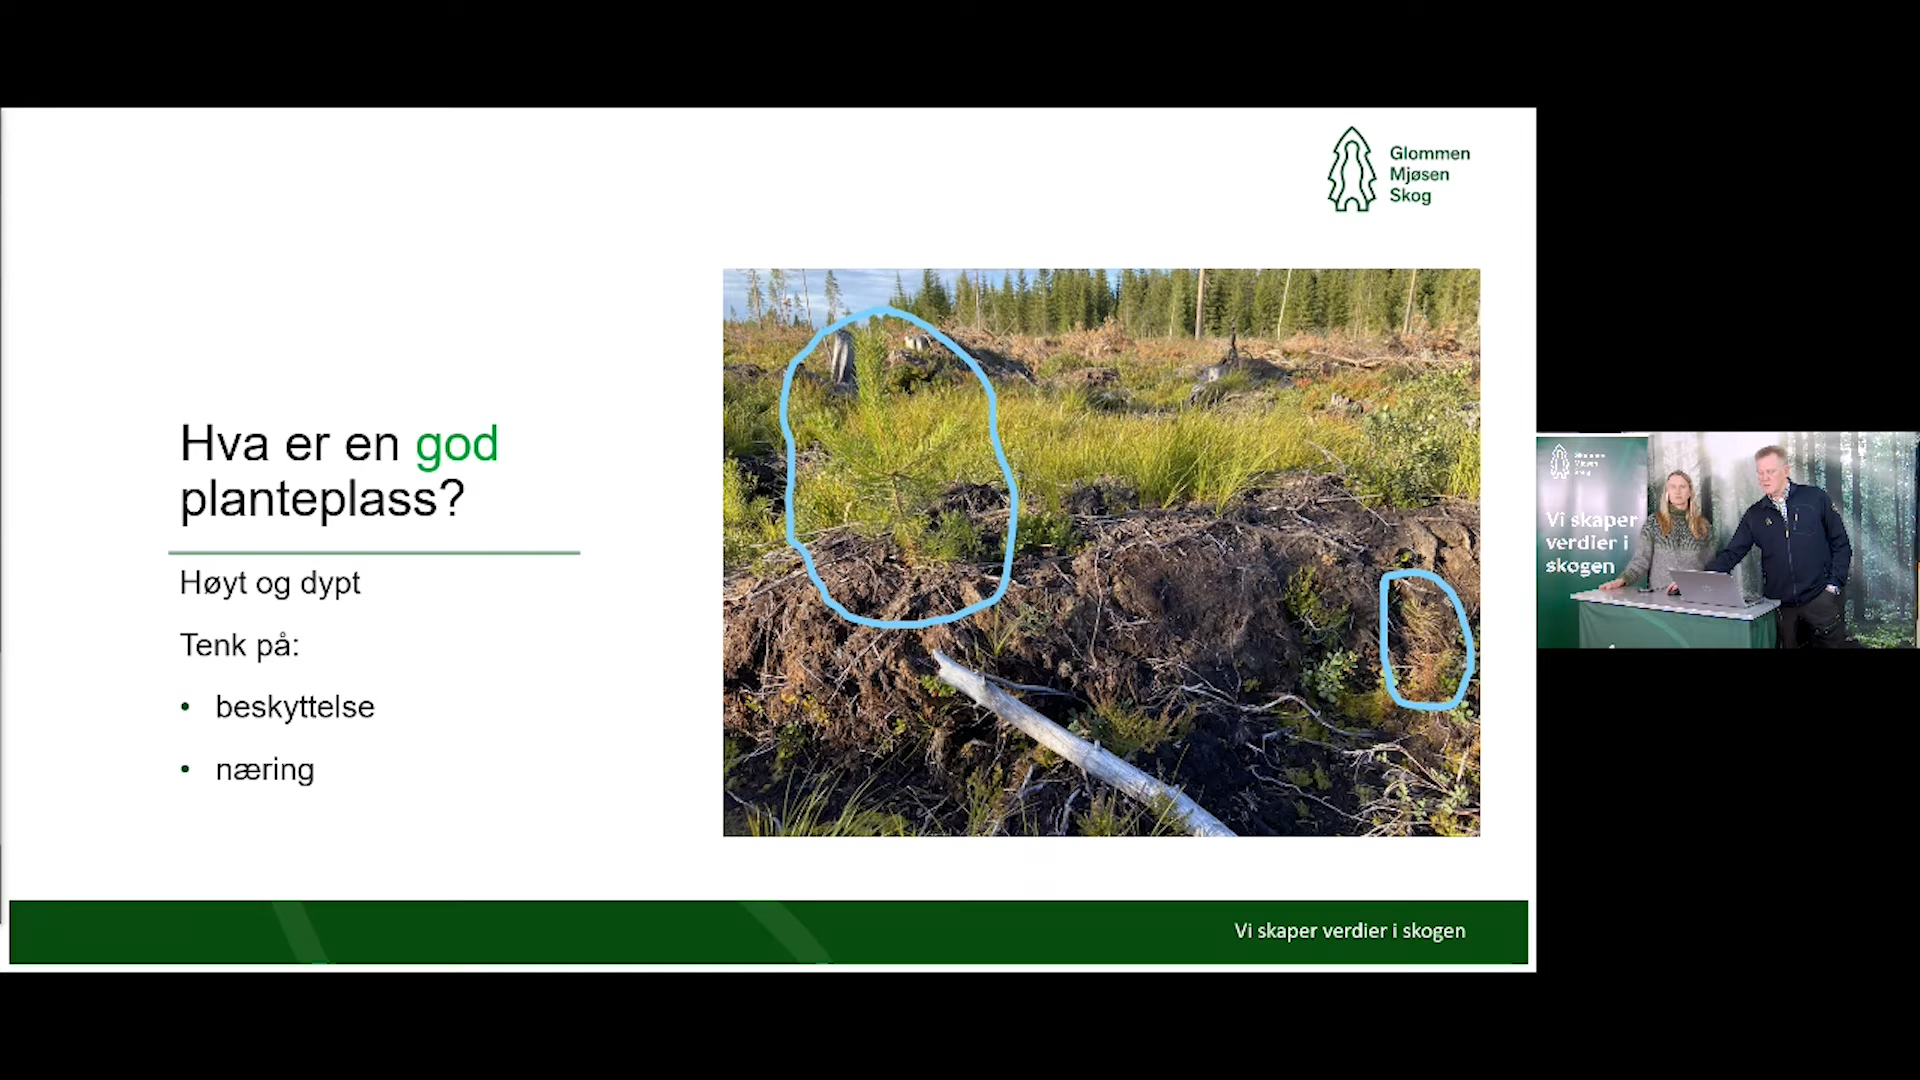 Glommen
Mjøsen
Skog
Hva er en god
planteplass?
Høyt og dypt
Tenk på:
• beskyttelse
• næring
Vi skaper verdier i skogen
Vi skaper
verdier i
skogen